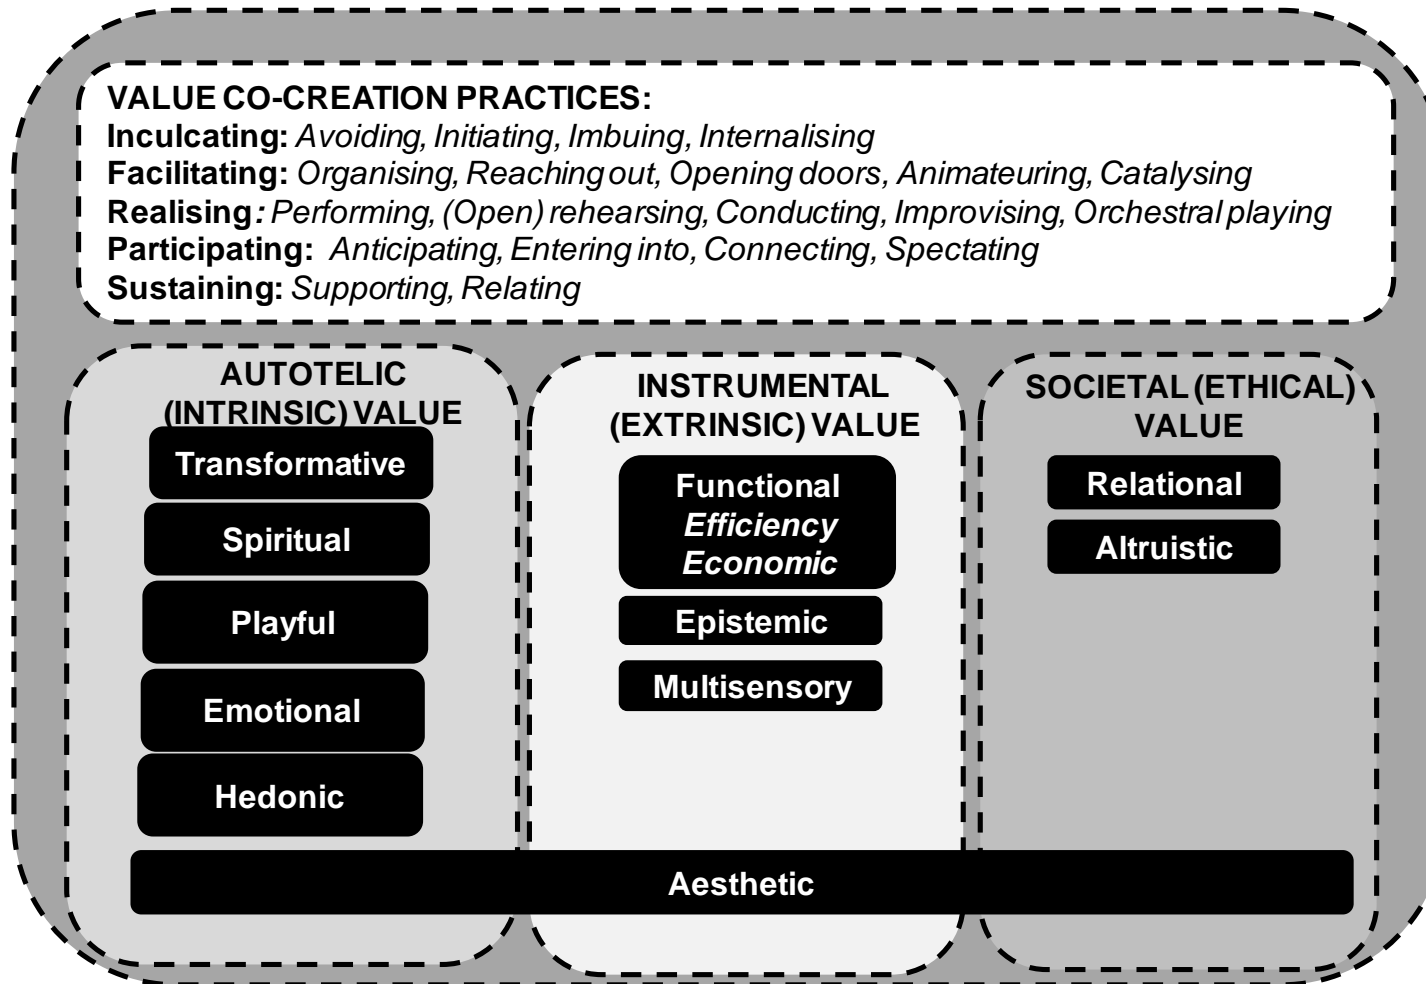 VALUE CO-CREATION PRACTICES:
Inculcating: Avoiding, Initiating, Imbuing, Internalising
Facilitating: Organising, Reaching out, Opening doors, Animateuring, Catalysing
Realising: Performing, (Open) rehearsing, Conducting, Improvising, Orchestral playing
Participating: Anticipating, Entering into, Connecting, Spectating
Sustaining: Supporting, Relating
AUTOTELIC
(INTRINSIC) VALUE
Transformative
Spiritual
Playful
Emotional
Hedonic
INSTRUMENTAL
(EXTRINSIC) VALUE
Functional
Efficiency
Economic
Epistemic
Multisensory
SOCIETAL (ETHICAL)
VALUE
Relational
Altruistic
Aesthetic